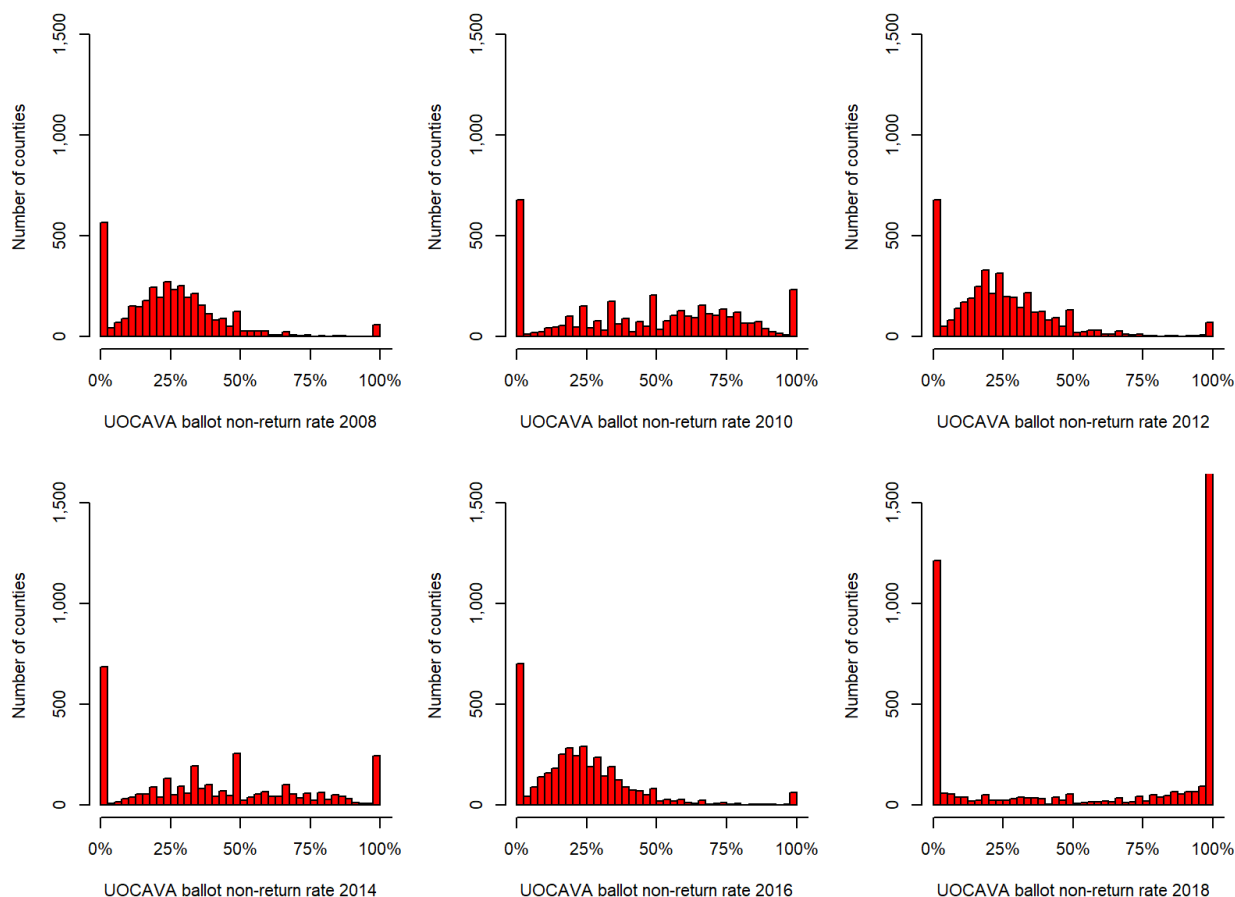 1,500
1,000
500
0
Number of counties
0% 25% 50% 75% 100%
UOCAVA ballot non-return rate 2008
1,500
1,000
500
0
Number of counties
0% 25% 50% 75% 100%
UOCAVA ballot non-return rate 2010
1,500
1,000
500
0
Number of counties
0% 25% 50% 75% 100%
UOCAVA ballot non-return rate 2012
1,500
1,000
500
0
Number of counties
0% 25% 50% 75% 100%
UOCAVA ballot non-return rate 2014
1,500
1,000
500
0
Number of counties
0% 25% 50% 75% 100%
UOCAVA ballot non-return rate 2016
1,500
1,000
500
0
Number of counties
0% 25% 50% 75% 100%
UOCAVA ballot non-return rate 2018